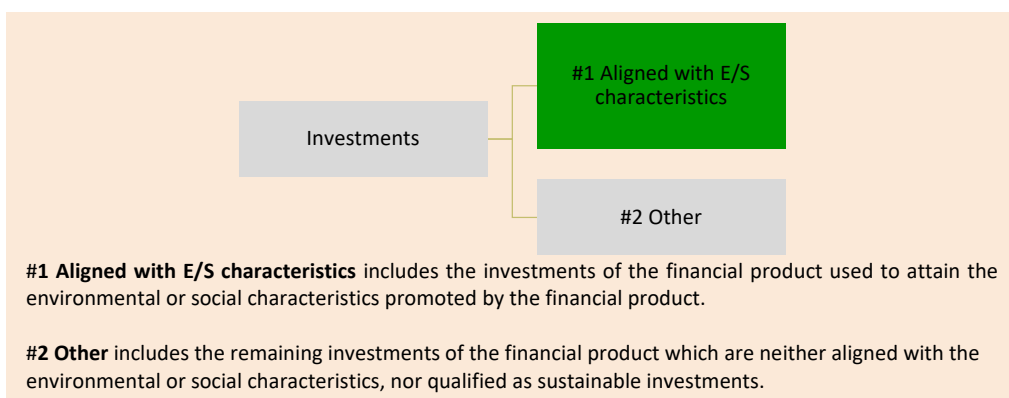 #1 Aligned with E/S
characteristics
Investments
#2 Other
#1 Aligned with E/S characteristics includes the investments of the financial product used to attain the
environmental or social characteristics promoted by the financial product.
#2 Other includes the remaining investments of the financial product which are neither aligned with the
environmental or social characteristics, nor qualified as sustainable investments.